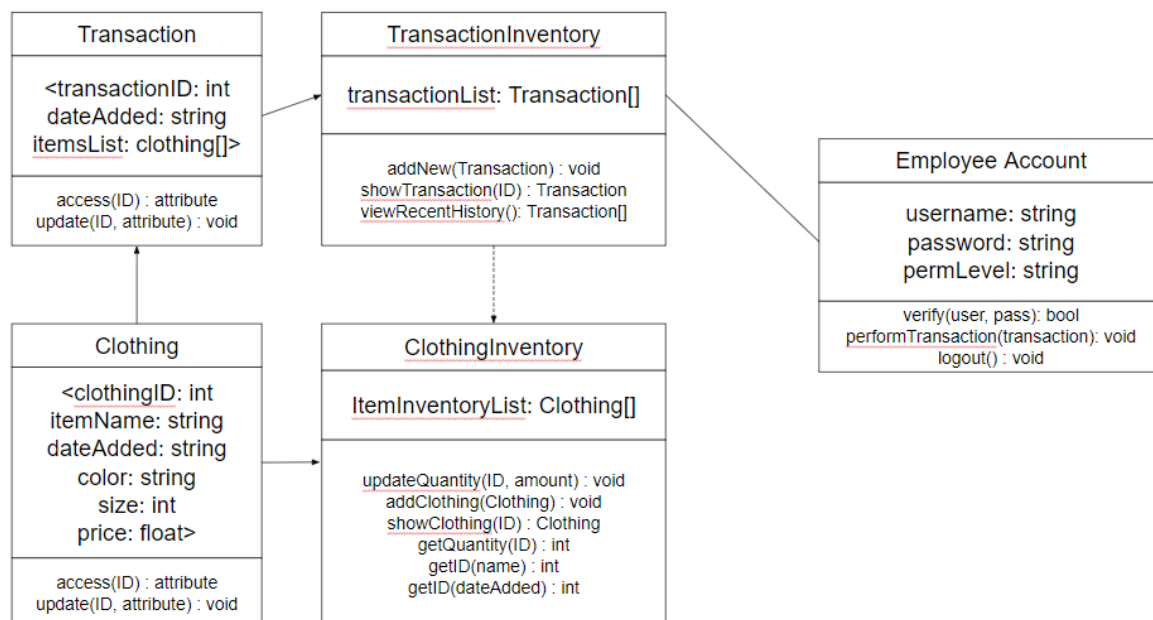 Transaction
<transactionID: int
dateAdded: string
itemsList: clothing[]>
access(ID) : attribute
update(ID, attribute) : void
TransactionInventory
transactionList: Transaction[]
addNew(Transaction) : void
showTransaction(ID) : Transaction
viewRecentHistory(): Transaction[]
Employee Account
username: string
password: string
permLevel: string
verify(user, pass): bool
performTransaction(transaction): void
logout() : void
Clothing
<clothingID: int
itemName: string
dateAdded: string
color: string
size: int
price: float>
access(ID) : attribute
update(ID, attribute) : void
ClothingInventory
ItemInventoryList: Clothing[]
updateQuantity(ID, amount) : void
addClothing(Clothing) : void
showClothing(ID) : Clothing
getQuantity(ID) : int
getID(name) : int
getID(dateAdded) : int